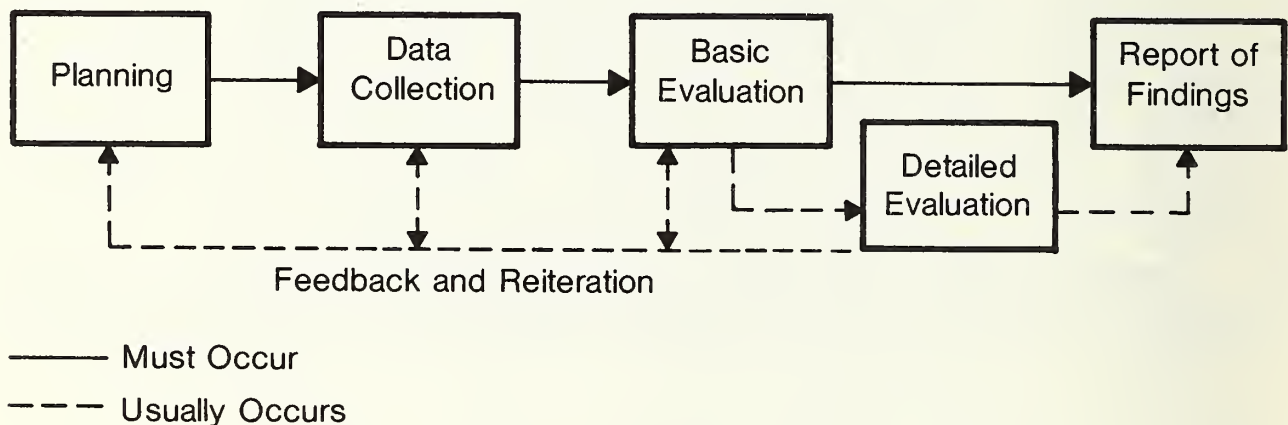 Planning
Data
Collection
Basic
Evaluation
Report of
Findings
Detailed
Evaluation
Feedback and Reiteration
Must Occur
Usually Occurs